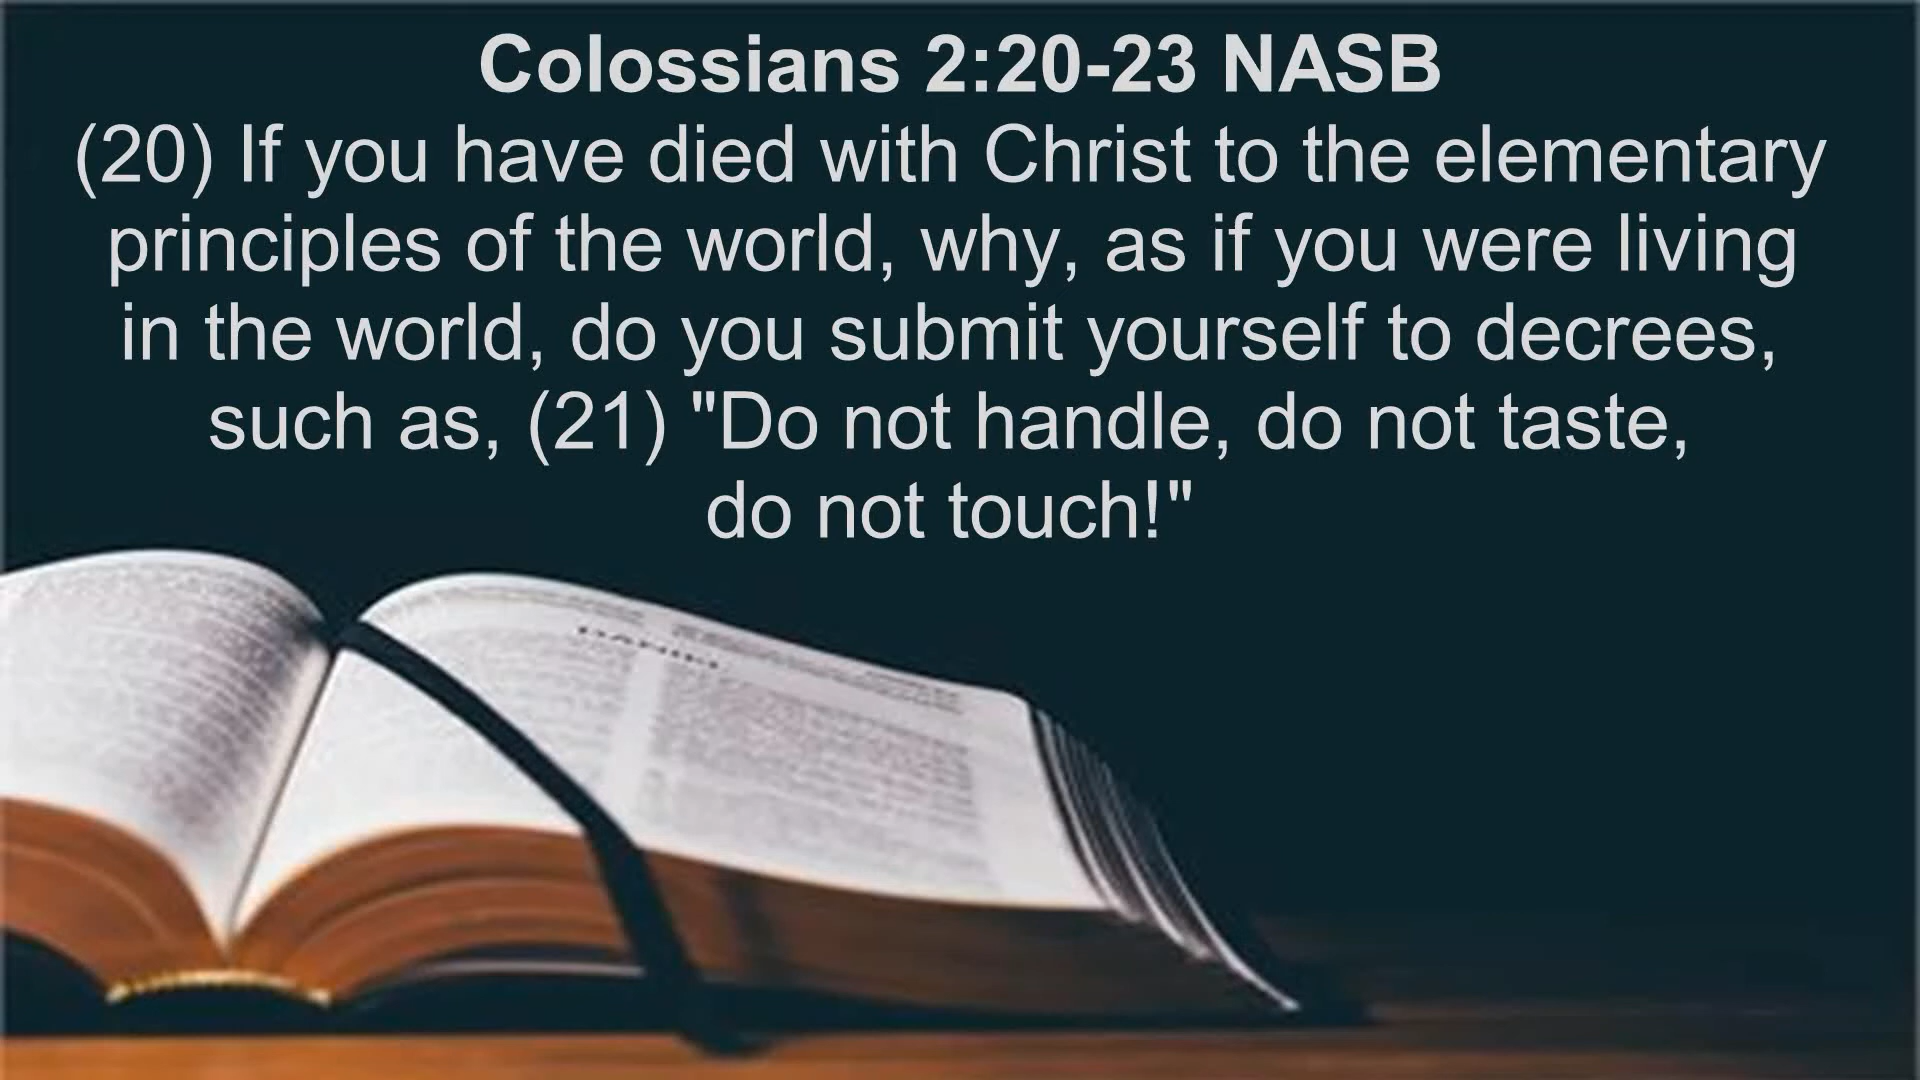 Colossians 2:20-23 NASB
(20) If you have died with Christ to the elementary
principles of the world, why, as if you were living
in the world, do you submit yourself to decrees,
such as, (21) "Do not handle, do not taste,
do not touch!"